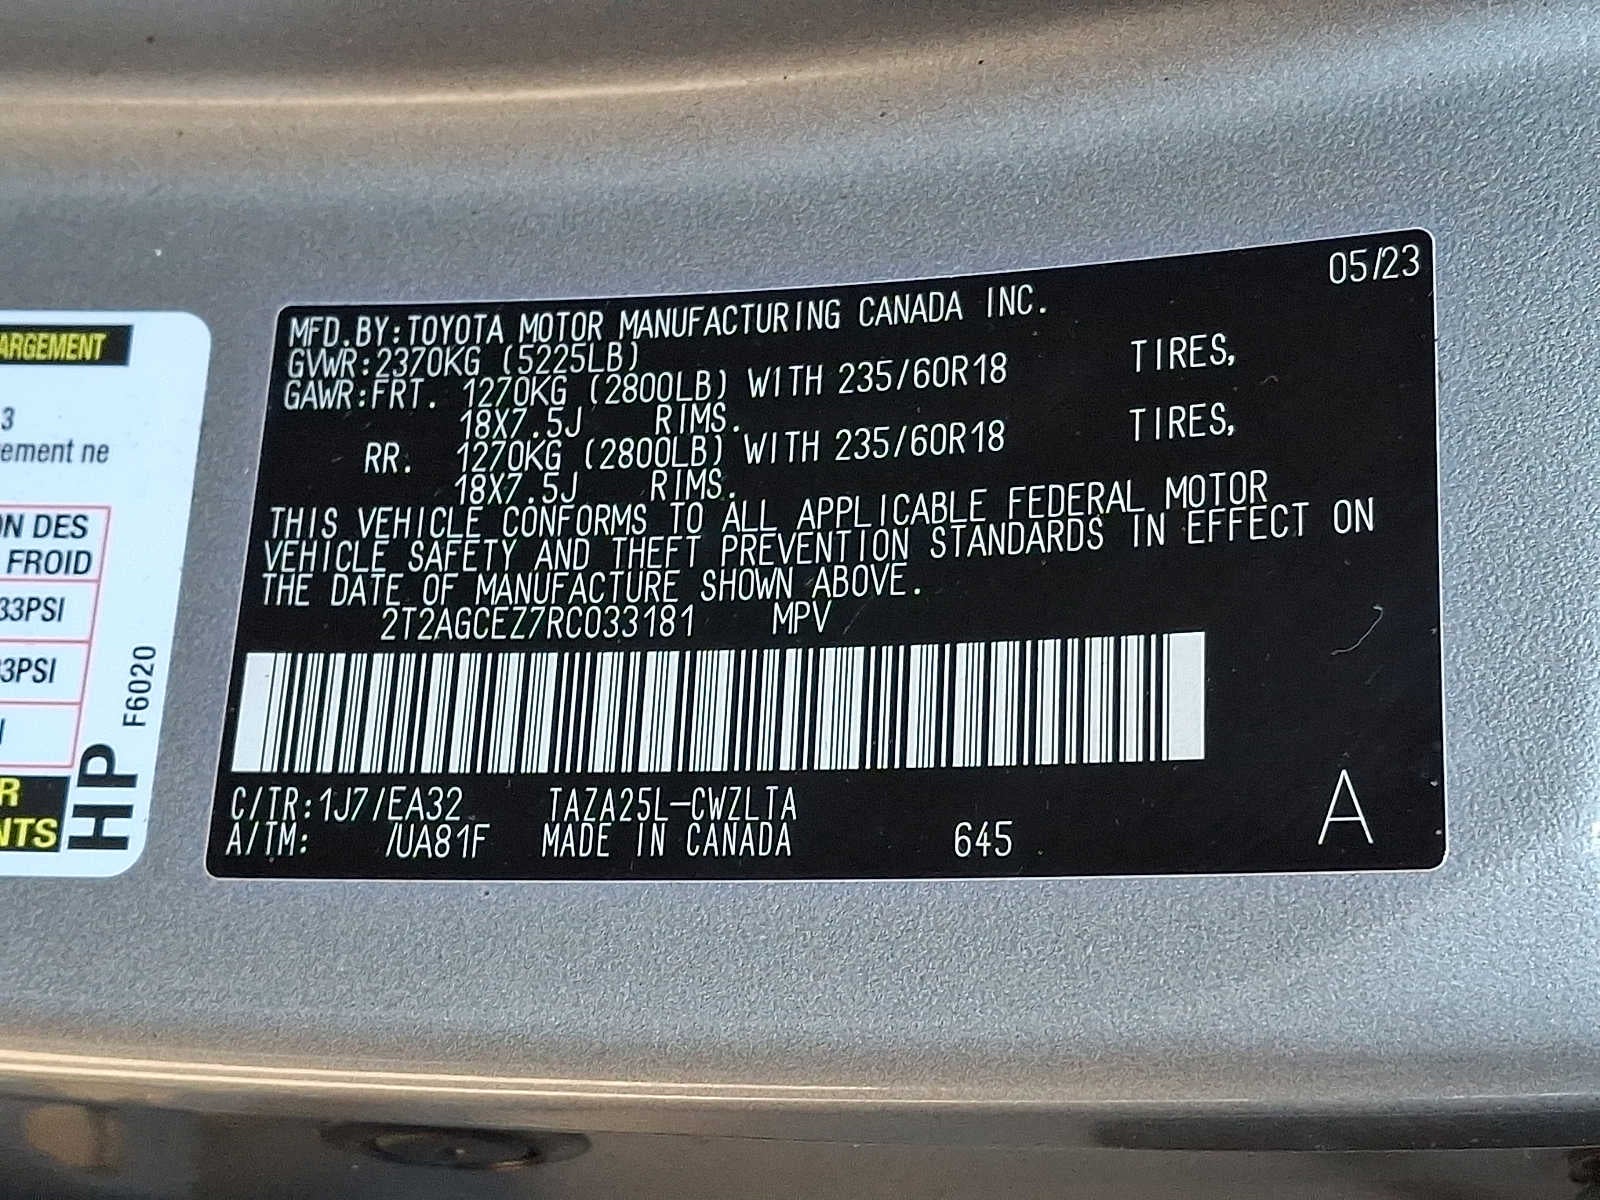 05/23
MFD.BY:TOYOTA MOTOR MANUFACTURING CANADA INC.
GVWR:2370KG (5225LB)
GAWR:FRT. 1270KG (2800LB) WITH 235/60R18 TIRES,
18X7.5J RIMS.
RR. 1270KG (2800LB) WITH 235/60R18 TIRES,
18X7.5J RIMS.
THIS VEHICLE CONFORMS TO ALL APPLICABLE FEDERAL MOTOR
VEHICLE SAFETY AND THEFT PREVENTION STANDARDS IN EFFECT ON
THE DATE OF MANUFACTURE SHOWN ABOVE.
2T2AGCEZ7RC033181 MPV
C/TR:1J7/EA32 TAZA25L-CWZLTA
A/TM: /UA81F MADE IN CANADA 645 A
ARGEMENT
3
ement ne
ON DES
FROID
33PSI
3PSI
R
NTS
HP F6020